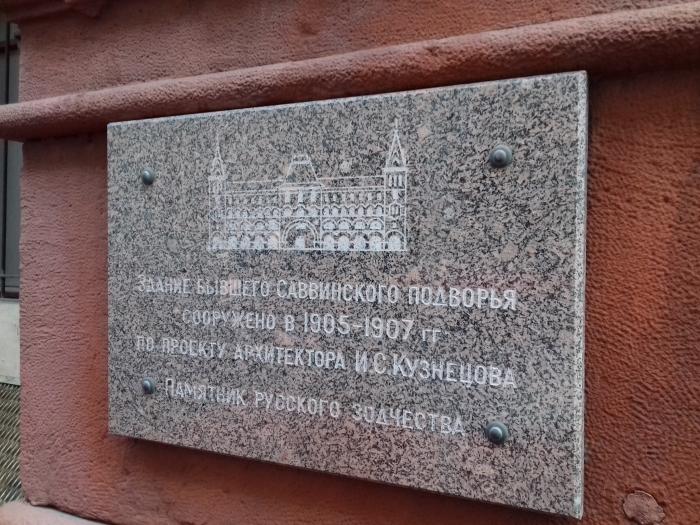 Здание бывшего Саввинского подворья
сооружено в 1905-1907 гг
по проекту архитектора И.С.Кузнецова
Памятник русского зодчества